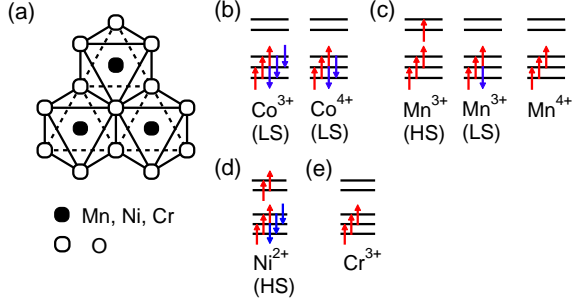 (a)
Mn, Ni, Cr
O
(b)
Co3+
(LS)
Co4+
(LS)
(c)
Mn3+
(HS)
Mn3+
(LS)
Mn4+
(d)
Ni2+
(HS)
(e)
Cr3+